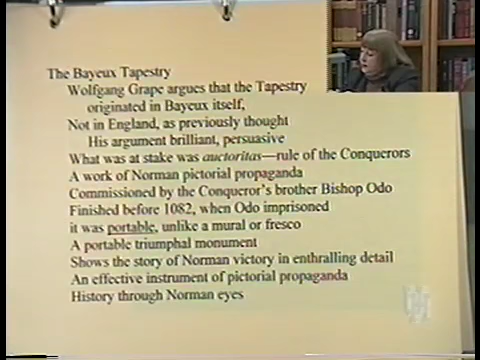 The Bayeux Tapestry
Wolfgang Grape argues that the Tapestry
originated in Bayeux itself,
Not in England, as previously thought
His argument brilliant, persuasive
What was at stake was auctoritas—rule of the Conquerors
A work of Norman pictorial propaganda
Commissioned by the Conqueror's brother Bishop Odo
Finished before 1082, when Odo imprisoned
it was portable, unlike a mural or fresco
A portable triumphal monument
Shows the story of Norman victory in enthralling detail
An effective instrument of pictorial propaganda
History through Norman eyes